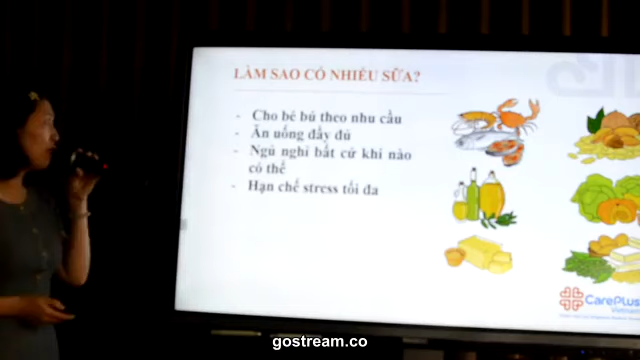 LÀM SAO CÓ NHIỀU SỮA?
- Cho bé bú theo nhu cầu
- Ăn uống đầy đủ
- Ngủ nghỉ bất cứ khi nào
có thể
- Hạn chế stress tối đa
CarePlus
Vietnam
gostream.co